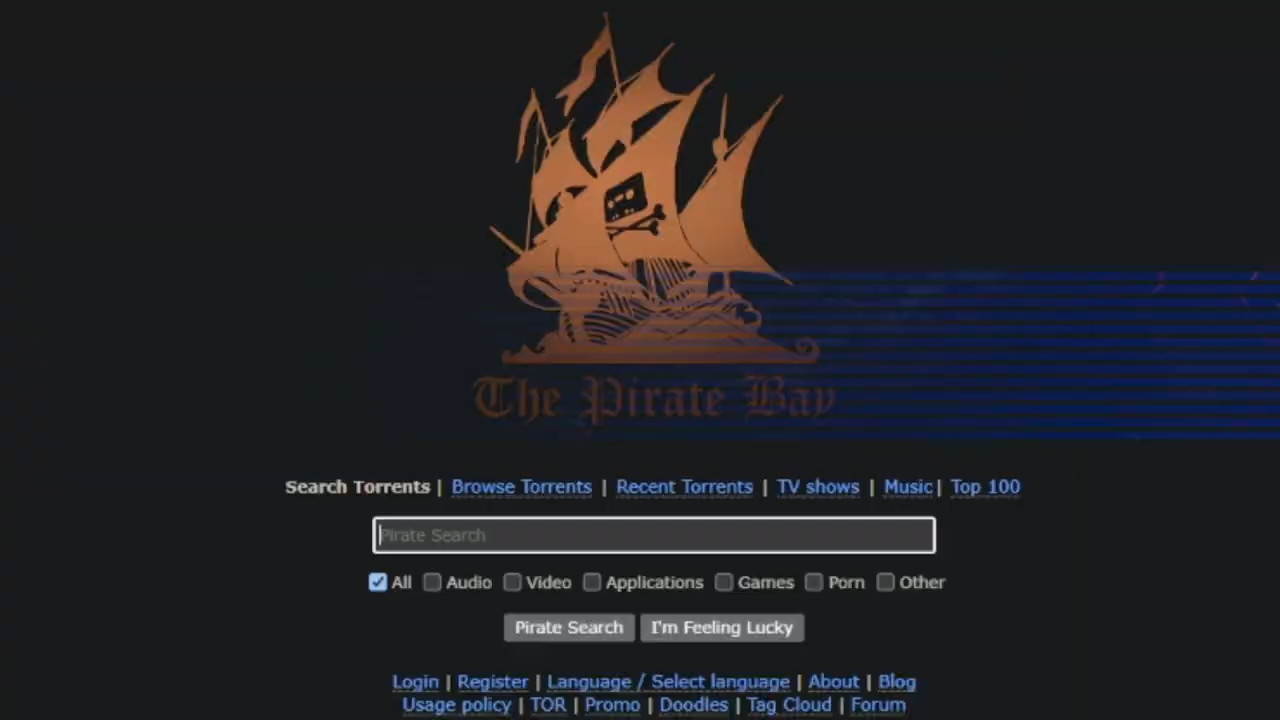 The Pirate Bay
Search Torrents | Browse Torrents | Recent Torrents | TV shows | Music | Top 100
Pirate Search
All Audio Video Applications Games Porn Other
Pirate Search I'm Feeling Lucky
Login | Register | Language / Select language | About | Blog
Usage policy | TOR | Promo | Doodles | Tag Cloud | Forum